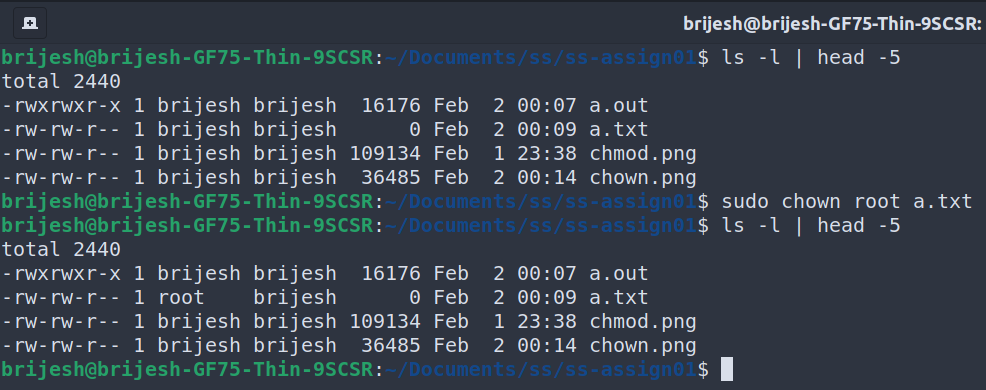 brijesh@brijesh-GF75-Thin-9SCSR:
brijesh@brijesh-GF75-Thin-9SCSR:~/Documents/ss/ss-assign01$ ls -l | head -5
total 2440
-rwxrwxr-x 1 brijesh brijesh  16176 Feb  2 00:07 a.out
-rw-rw-r-- 1 brijesh brijesh      0 Feb  2 00:09 a.txt
-rw-rw-r-- 1 brijesh brijesh 109134 Feb  1 23:38 chmod.png
-rw-rw-r-- 1 brijesh brijesh  36485 Feb  2 00:14 chown.png
brijesh@brijesh-GF75-Thin-9SCSR:~/Documents/ss/ss-assign01$ sudo chown root a.txt
brijesh@brijesh-GF75-Thin-9SCSR:~/Documents/ss/ss-assign01$ ls -l | head -5
total 2440
-rwxrwxr-x 1 brijesh brijesh  16176 Feb  2 00:07 a.out
-rw-rw-r-- 1 root    brijesh      0 Feb  2 00:09 a.txt
-rw-rw-r-- 1 brijesh brijesh 109134 Feb  1 23:38 chmod.png
-rw-rw-r-- 1 brijesh brijesh  36485 Feb  2 00:14 chown.png
brijesh@brijesh-GF75-Thin-9SCSR:~/Documents/ss/ss-assign01$